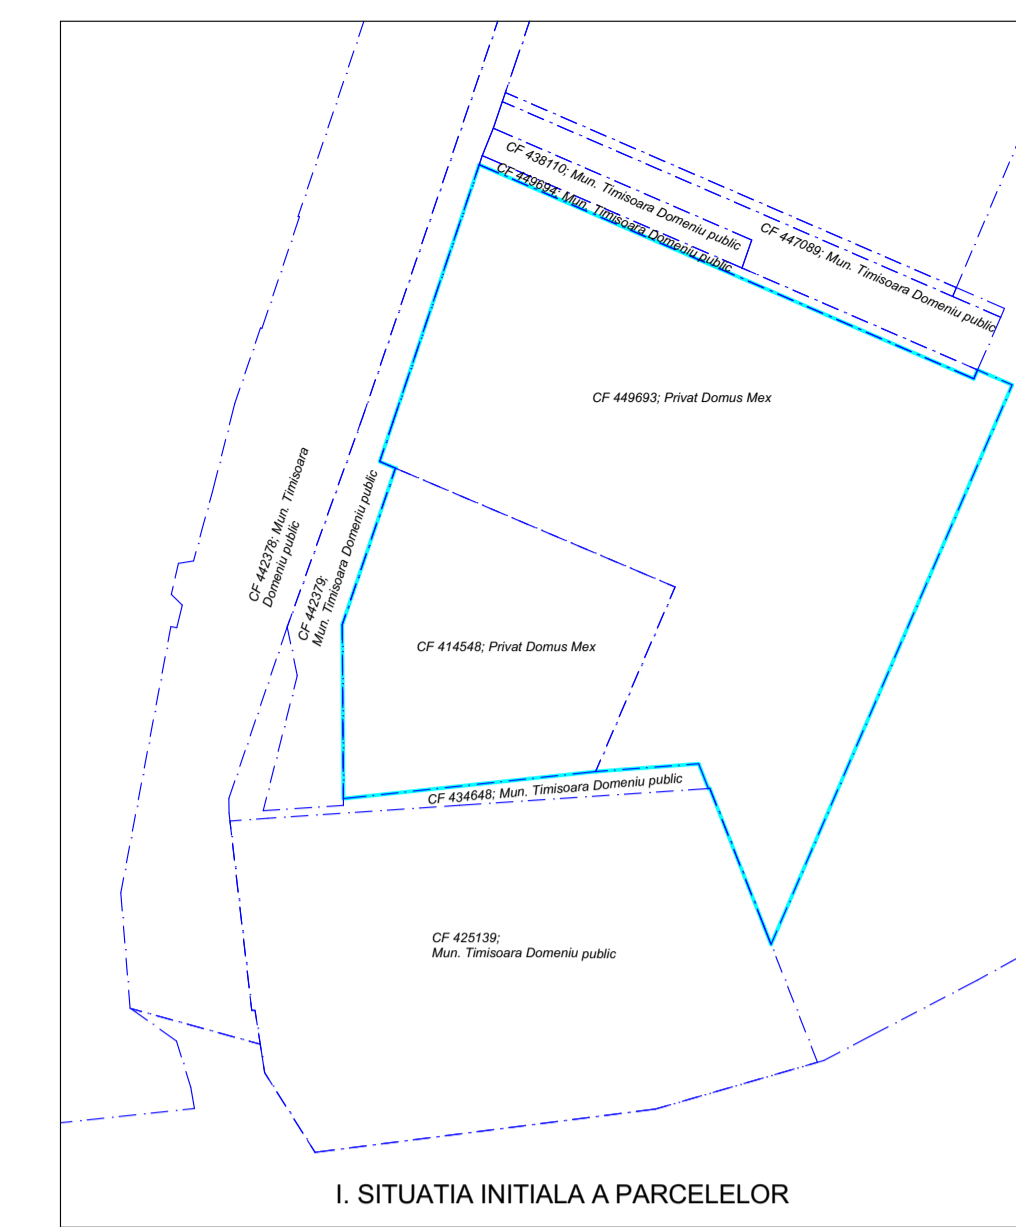 CF 438110; Mun. Timisoara Domeniu public
CF 449694; Mun. Timisoara Domeniu public
CF 447089; Mun. Timisoara Domeniu public
CF 449693; Privat Domus Mex
CF 442378; Mun. Timisoara
Domeniu public
CF 442379;
Mun. Timisoara Domeniu public
CF 414548; Privat Domus Mex
CF 434648; Mun. Timisoara Domeniu public
CF 425139;
Mun. Timisoara Domeniu public
I. SITUATIA INITIALA A PARCELELOR